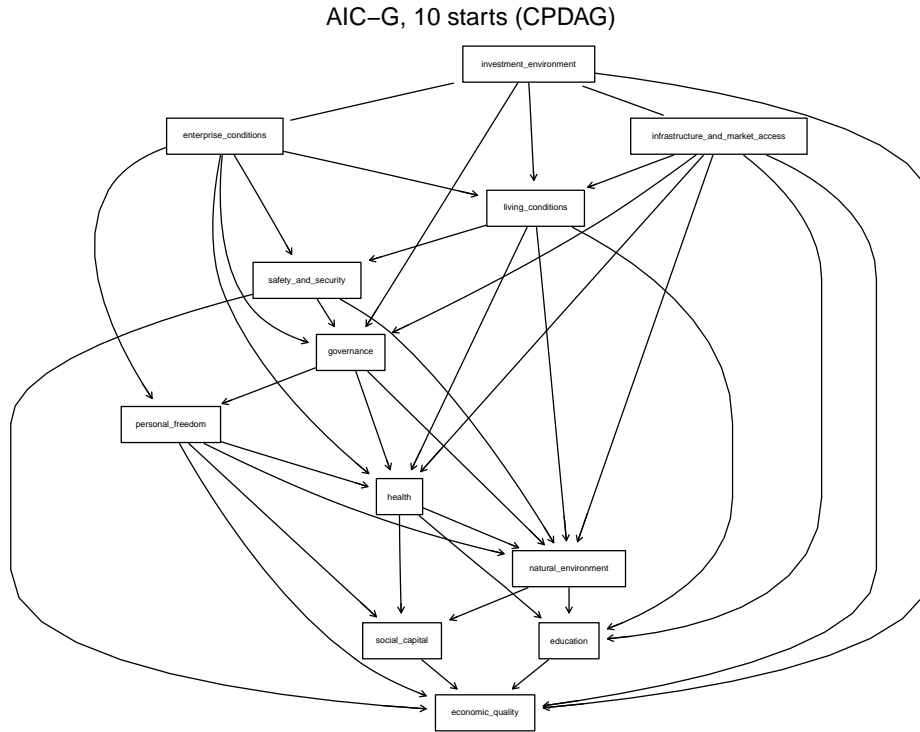 AIC−G, 10 starts (CPDAG)
investment_environment
enterprise_conditions
infrastructure_and_market_access
living_conditions
safety_and_security
governance
personal_freedom
health
natural_environment
social_capital
education
economic_quality